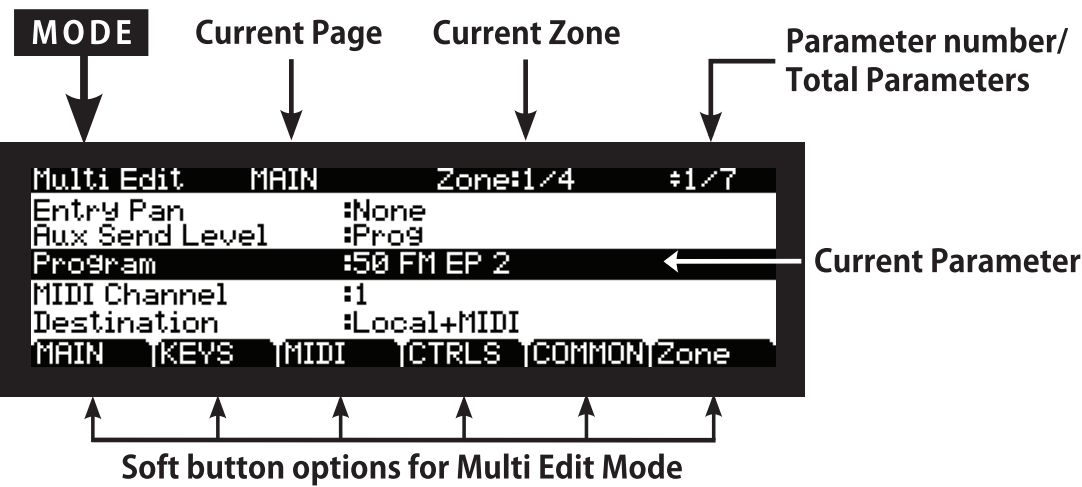 MODE Current Page Current Zone Parameter number/
Total Parameters
Multi Edit MAIN Zone:1/4 ÷1/7
Entry Pan :None
Aux Send Level :Prog
Program :50 FM EP 2 Current Parameter
MIDI Channel :1
Destination :Local+MIDI
MAIN KEYS MIDI CTRLS COMMON Zone
Soft button options for Multi Edit Mode